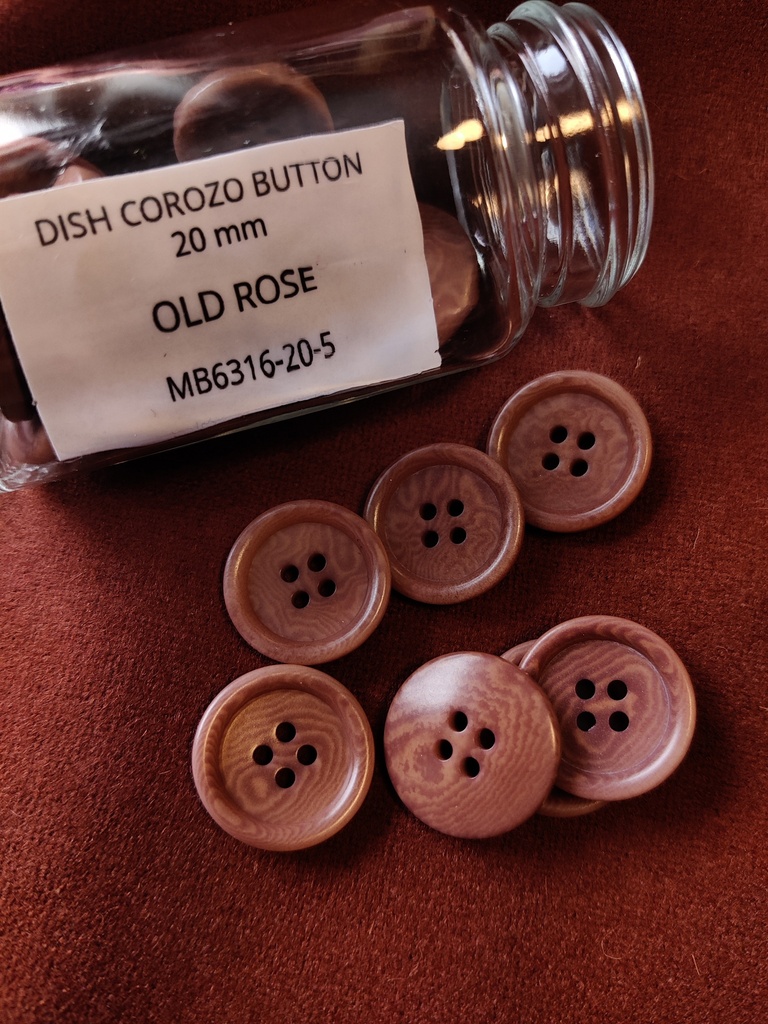 DISH COROZO BUTTON
20 mm
OLD ROSE
MB6316-20-5